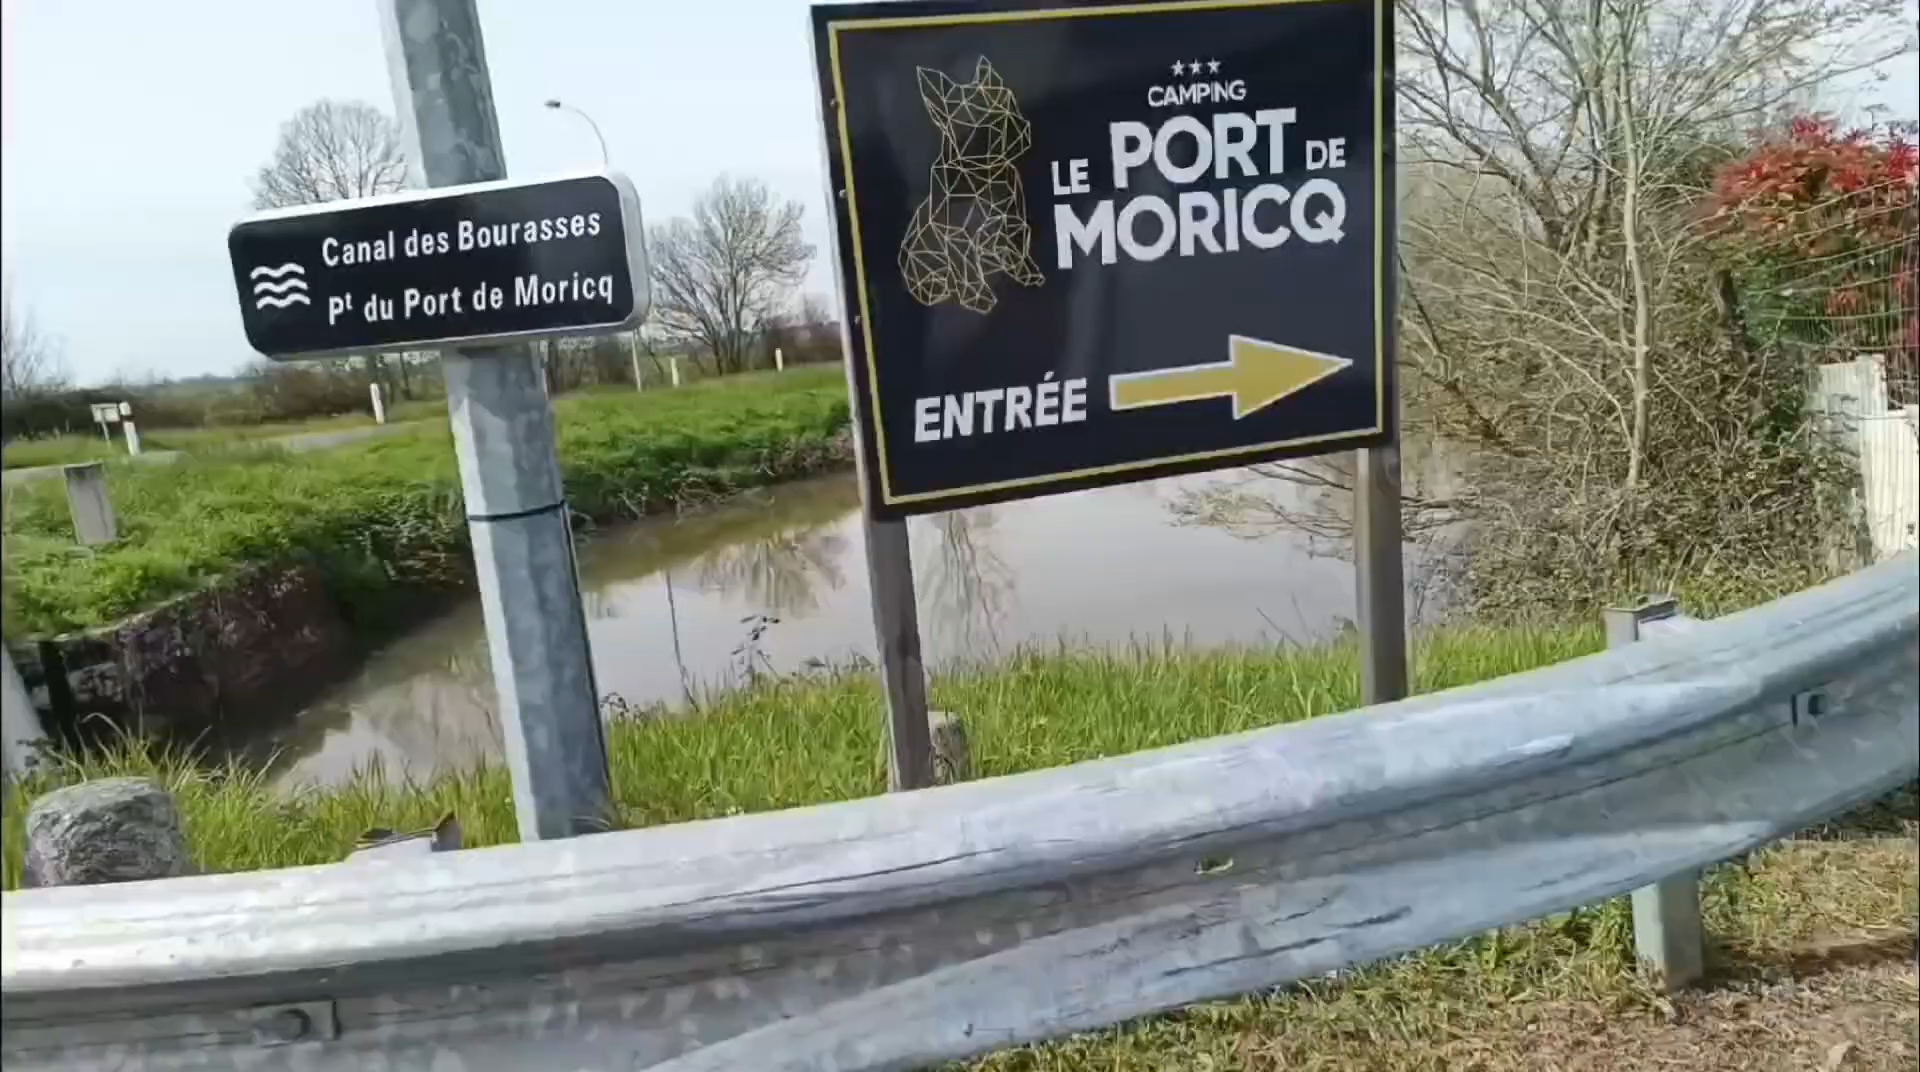 Canal des Bourasses
Pt du Port de Moricq
CAMPING
LE PORT DE
MORICQ
ENTRÉE